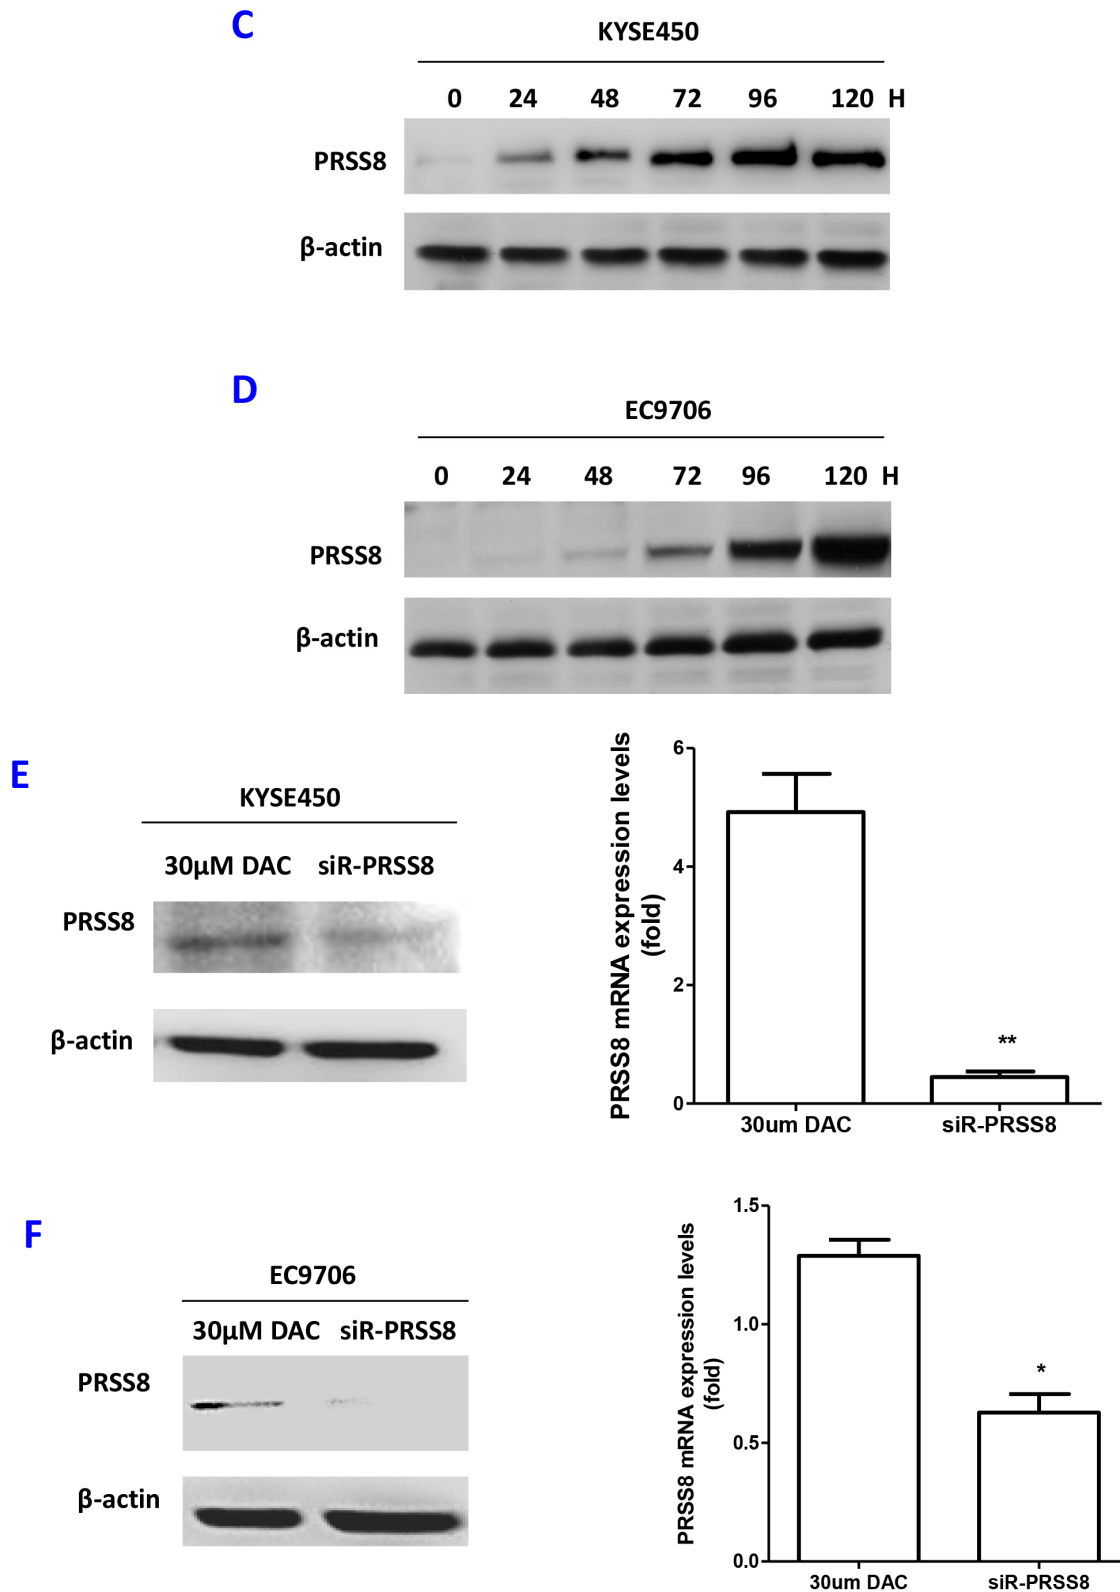 C
KYSE450
0 24 48 72 96 120 H
PRSS8
β-actin
D
EC9706
0 24 48 72 96 120 H
PRSS8
β-actin
E
KYSE450
30µM DAC siR-PRSS8
PRSS8
β-actin
PRSS8 mRNA expression levels
(fold)
6
4
2
0
**
30um DAC siR-PRSS8
F
EC9706
30µM DAC siR-PRSS8
PRSS8
β-actin
PRSS8 mRNA expression levels
(fold)
1.5
1.0
0.5
0.0
*
30um DAC siR-PRSS8